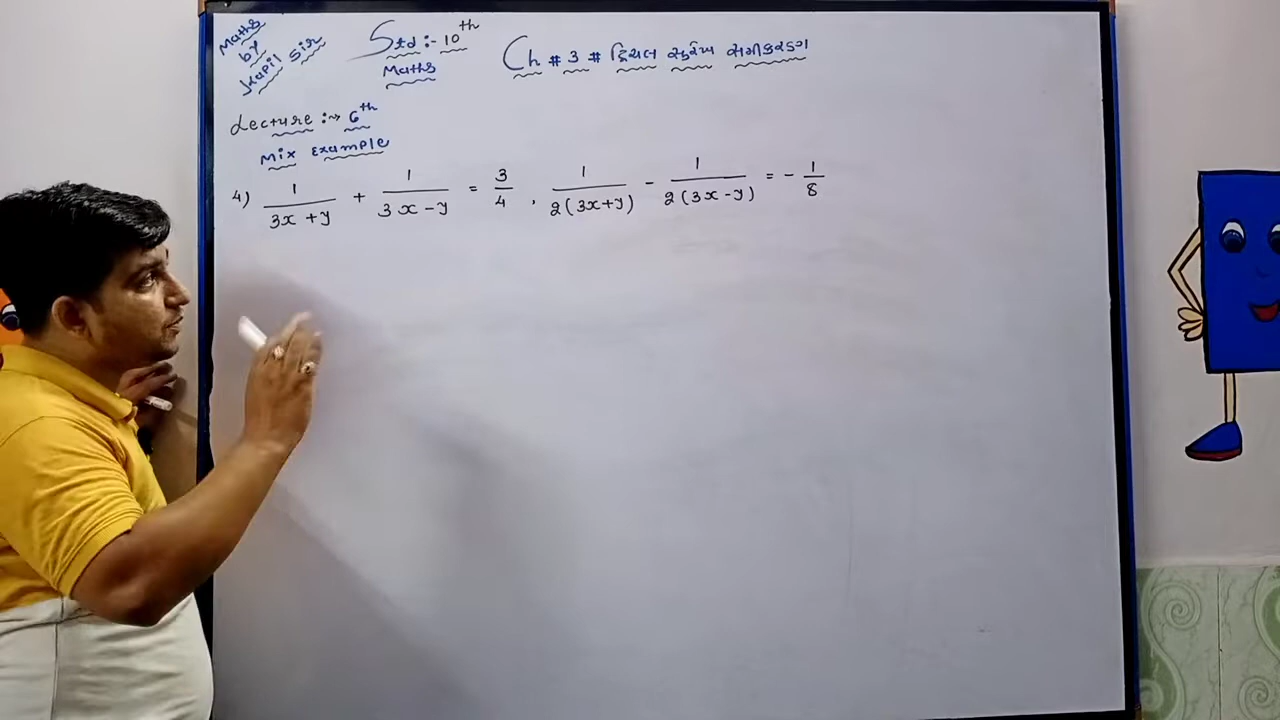 Maths
by
Kapil Sir
Std :- 10th
Maths
Ch # 3 # દ્વિચલ સુરેખ સમીકરણ
Lecture :→ 6th
Mix Example
4) 1/(3x + y) + 1/(3x - y) = 3/4 , 1/(2(3x+y)) - 1/(2(3x-y)) = - 1/8